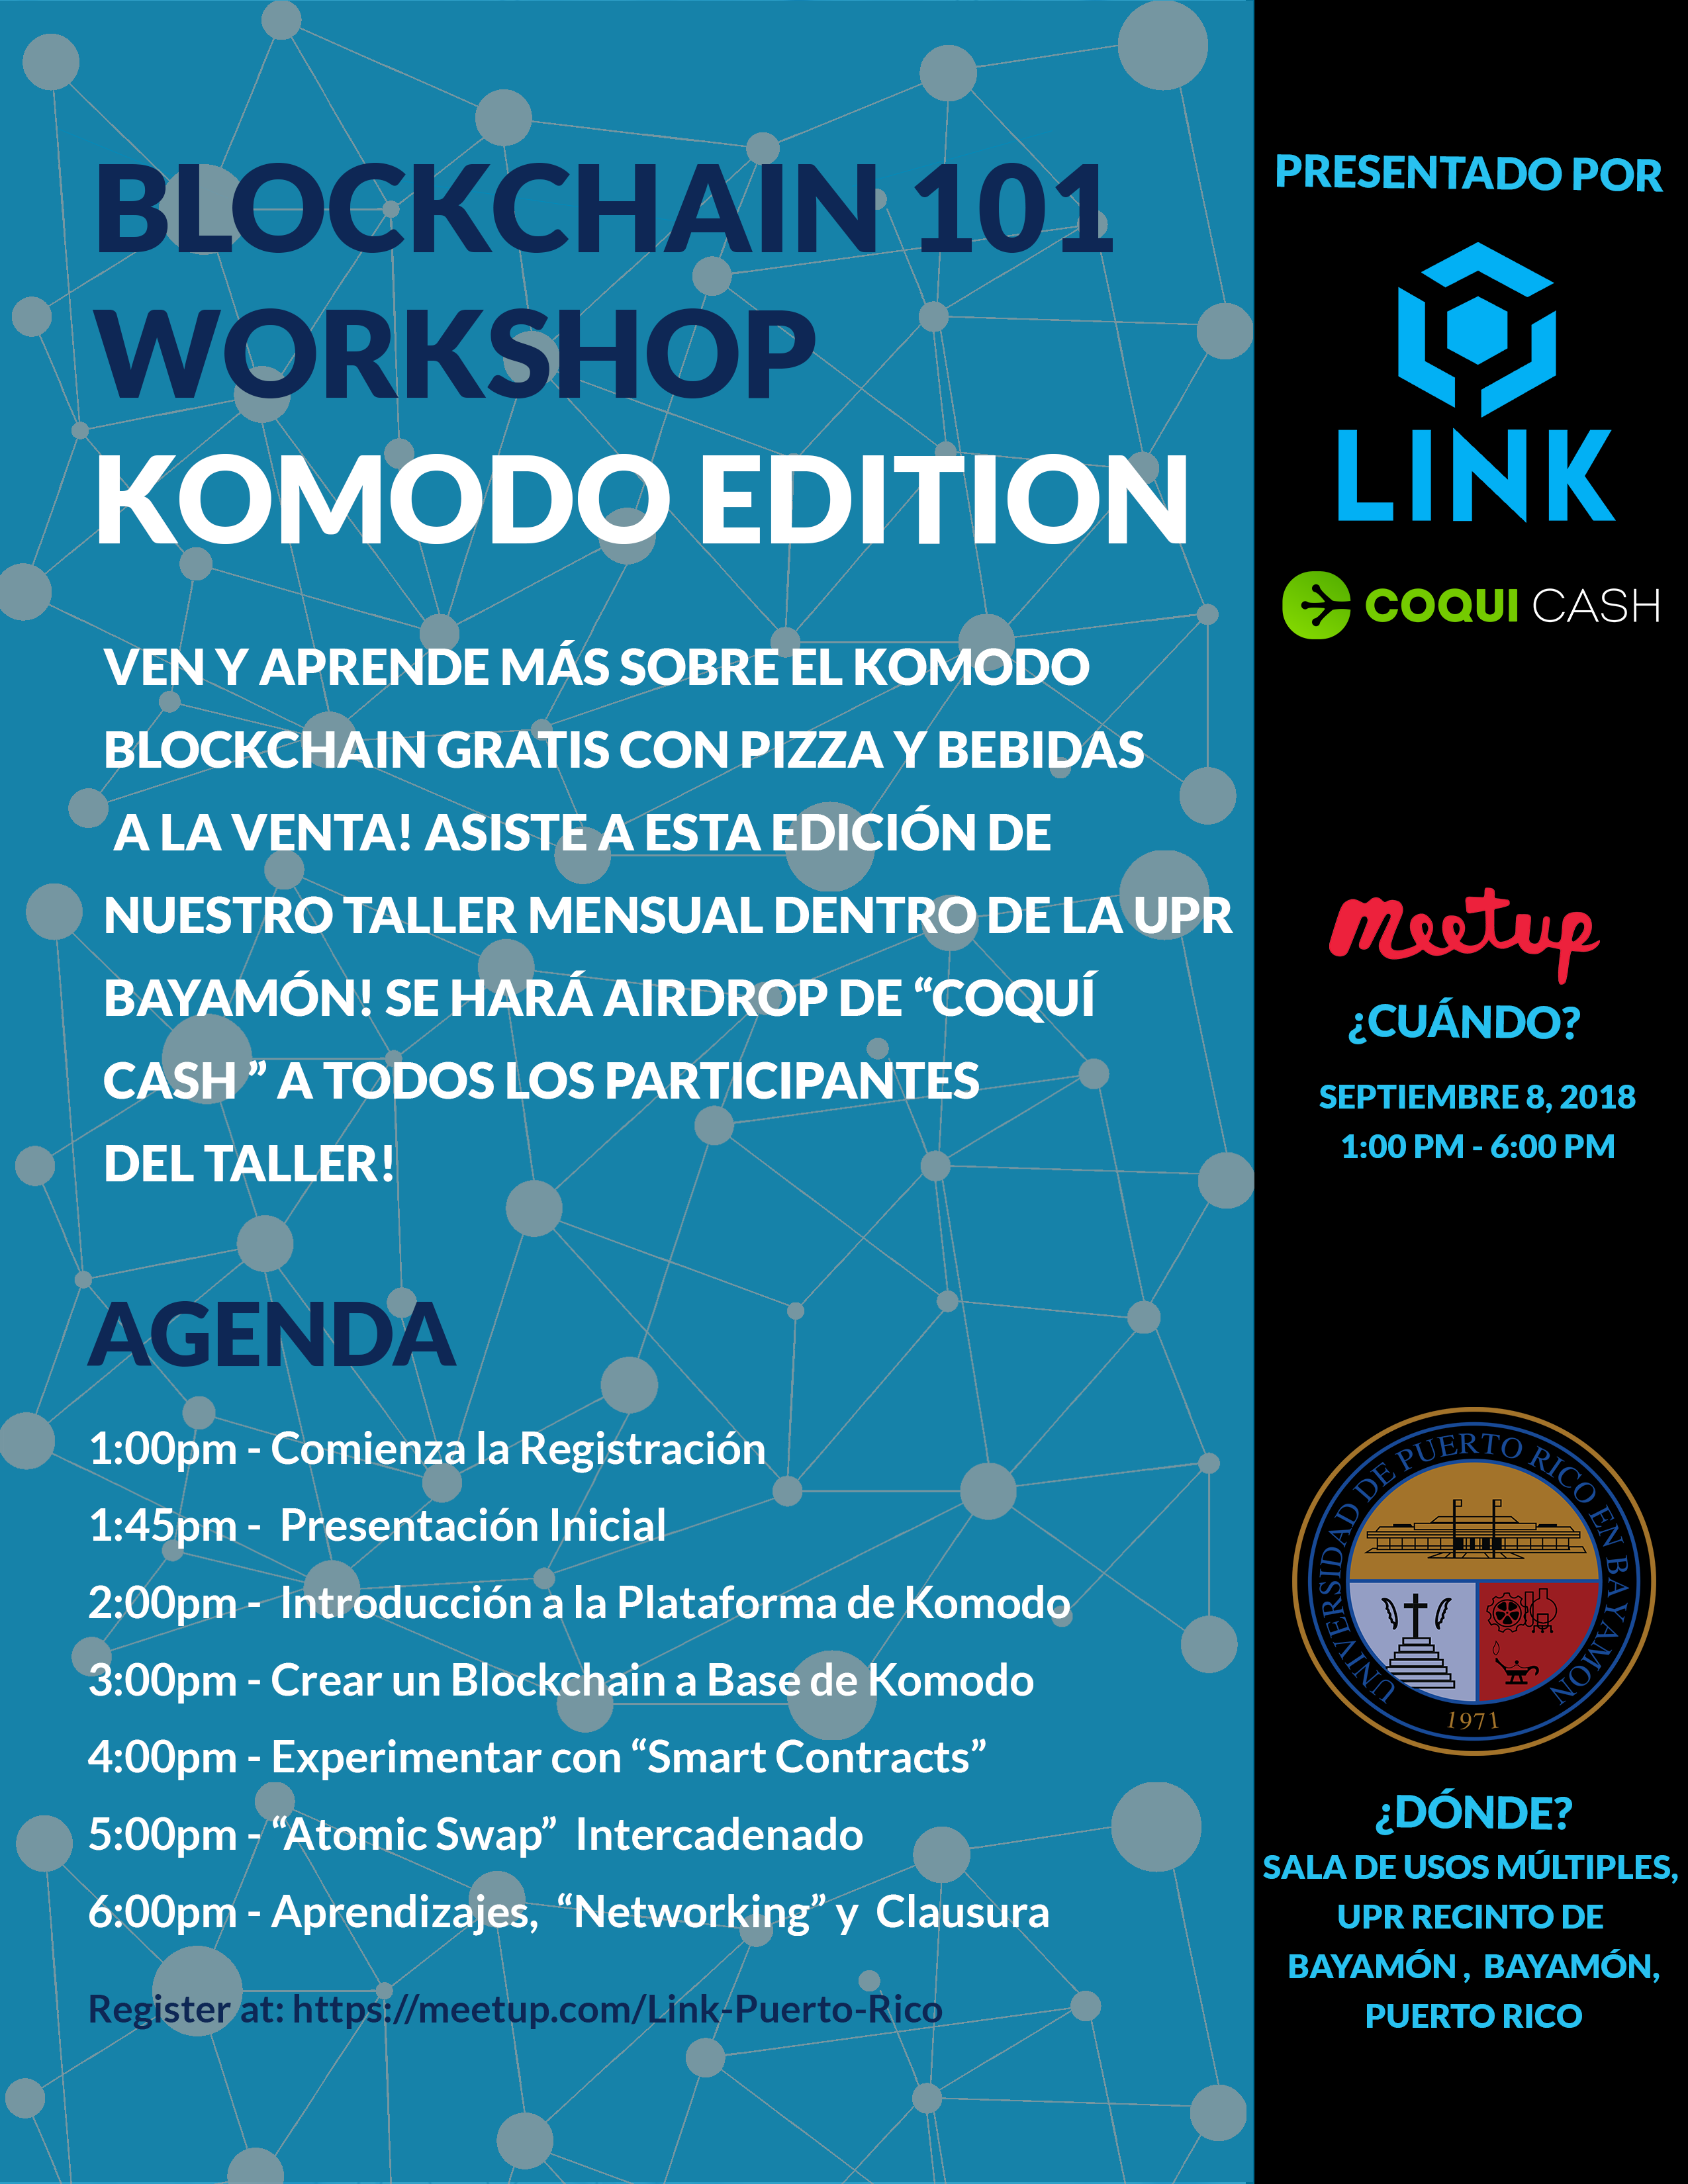 BLOCKCHAIN 101
WORKSHOP
KOMODO EDITION
VEN Y APRENDE MÁS SOBRE EL KOMODO
BLOCKCHAIN GRATIS CON PIZZA Y BEBIDAS
A LA VENTA! ASISTE A ESTA EDICIÓN DE
NUESTRO TALLER MENSUAL DENTRO DE LA UPR
BAYAMÓN! SE HARÁ AIRDROP DE “COQUÍ
CASH ” A TODOS LOS PARTICIPANTES
DEL TALLER!
AGENDA
1:00pm - Comienza la Registración
1:45pm - Presentación Inicial
2:00pm - Introducción a la Plataforma de Komodo
3:00pm - Crear un Blockchain a Base de Komodo
4:00pm - Experimentar con “Smart Contracts”
5:00pm - “Atomic Swap” Intercadenado
6:00pm - Aprendizajes, “Networking” y Clausura
Register at: https://meetup.com/Link-Puerto-Rico
PRESENTADO POR
LINK
COQUI CASH
meetup
¿CUÁNDO?
SEPTIEMBRE 8, 2018
1:00 PM - 6:00 PM
UNIVERSIDAD DE PUERTO RICO EN BAYAMON
1971
¿DÓNDE?
SALA DE USOS MÚLTIPLES,
UPR RECINTO DE
BAYAMÓN , BAYAMÓN,
PUERTO RICO